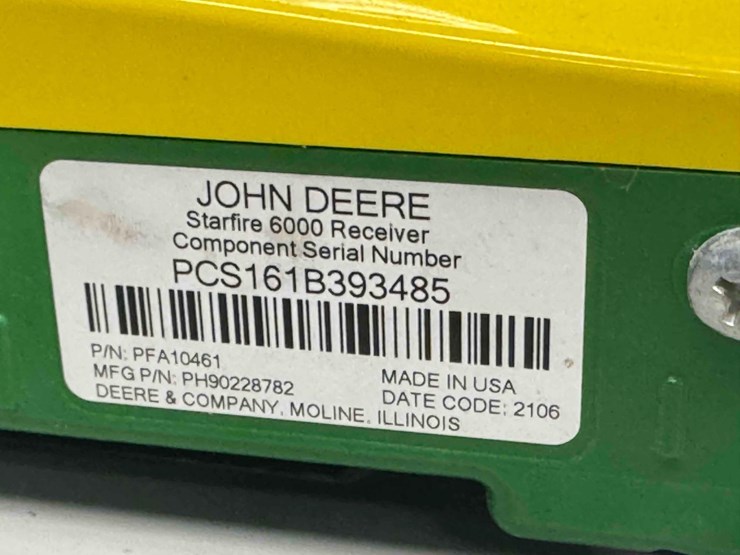 JOHN DEERE
Starfire 6000 Receiver
Component Serial Number
PCS161B393485
P/N: PFA10461
MFG P/N: PH90228782
MADE IN USA
DATE CODE: 2106
DEERE & COMPANY, MOLINE, ILLINOIS